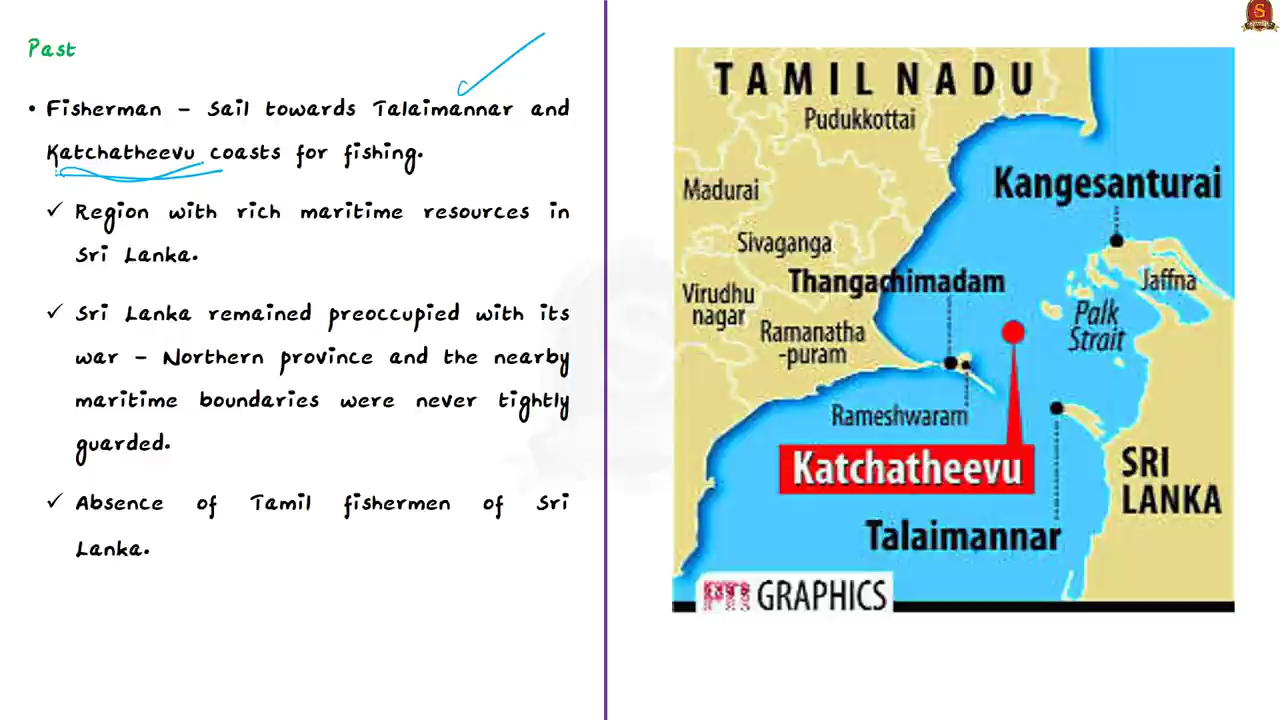 Past
• Fisherman – Sail towards Talaimannar and
Katchatheevu coasts for fishing.
✓ Region with rich maritime resources in
Sri Lanka.
✓ Sri Lanka remained preoccupied with its
war – Northern province and the nearby
maritime boundaries were never tightly
guarded.
✓ Absence of Tamil fishermen of Sri
Lanka.
TAMIL NADU
Pudukkottai
Kangesanturai
Madurai
Sivaganga
Thangachimadam
Jaffna
Virudhu
nagar
Palk
Strait
Ramanatha
-puram
Rameshwaram
Katchatheevu
SRI
LANKA
Talaimannar
PTI GRAPHICS